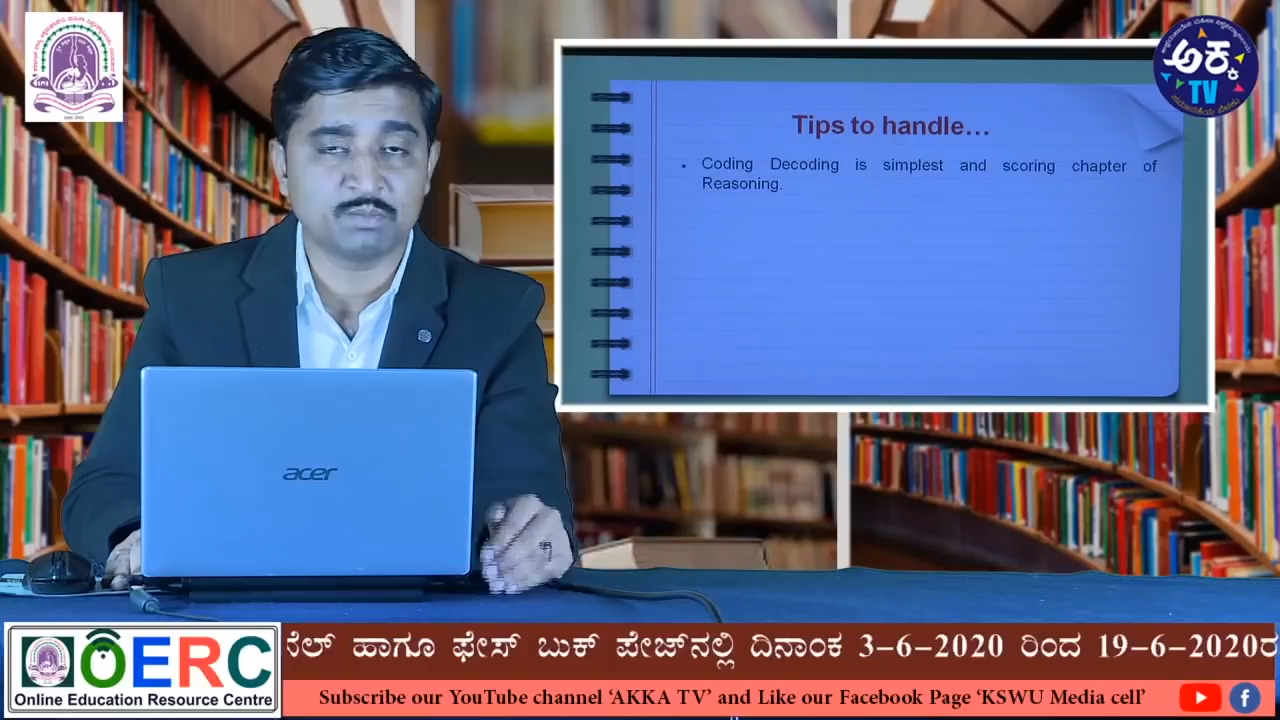 ಅಕ್ಕ
TV
Tips to handle...
• Coding Decoding is simplest and scoring chapter of
Reasoning.
acer
OERC
Online Education Resource Centre
ನೆಲ್ ಹಾಗೂ ಫೇಸ್ ಬುಕ್ ಪೇಜ್‌ನಲ್ಲಿ ದಿನಾಂಕ 3-6-2020 ರಿಂದ 19-6-2020ರ
Subscribe our YouTube channel ‘AKKA TV’ and Like our Facebook Page ‘KSWU Media cell’